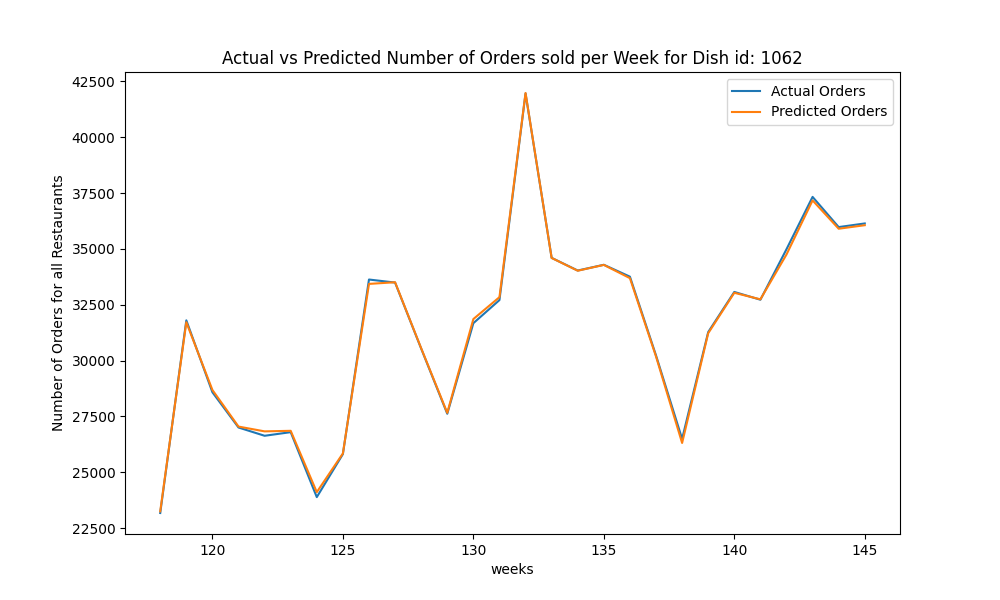 Actual vs Predicted Number of Orders sold per Week for Dish id: 1062
Actual Orders
Predicted Orders
Number of Orders for all Restaurants
42500
40000
37500
35000
32500
30000
27500
25000
22500
120 125 130 135 140 145
weeks